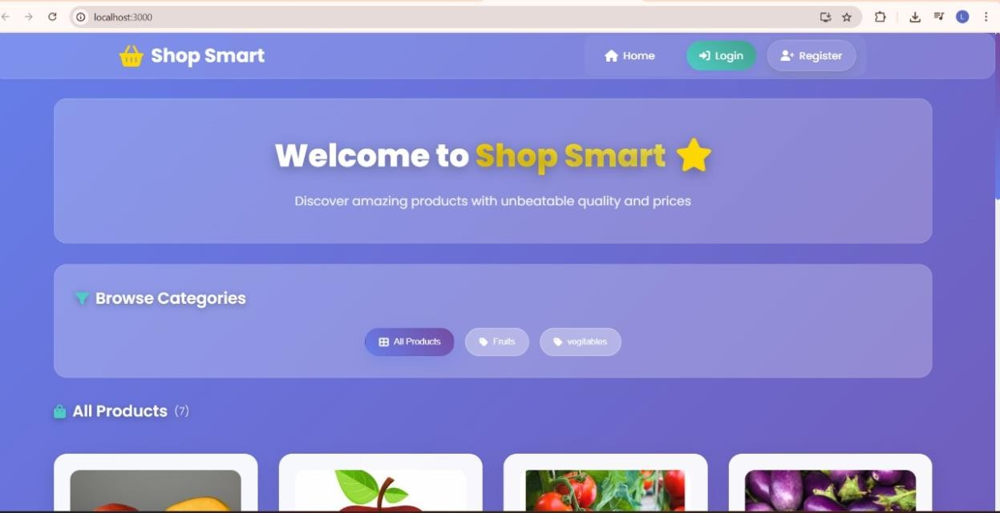 localhost:3000
L
Shop Smart
Home
Login
Register
Welcome to Shop Smart
Discover amazing products with unbeatable quality and prices
Browse Categories
All Products
Fruits
vegitables
All Products (7)